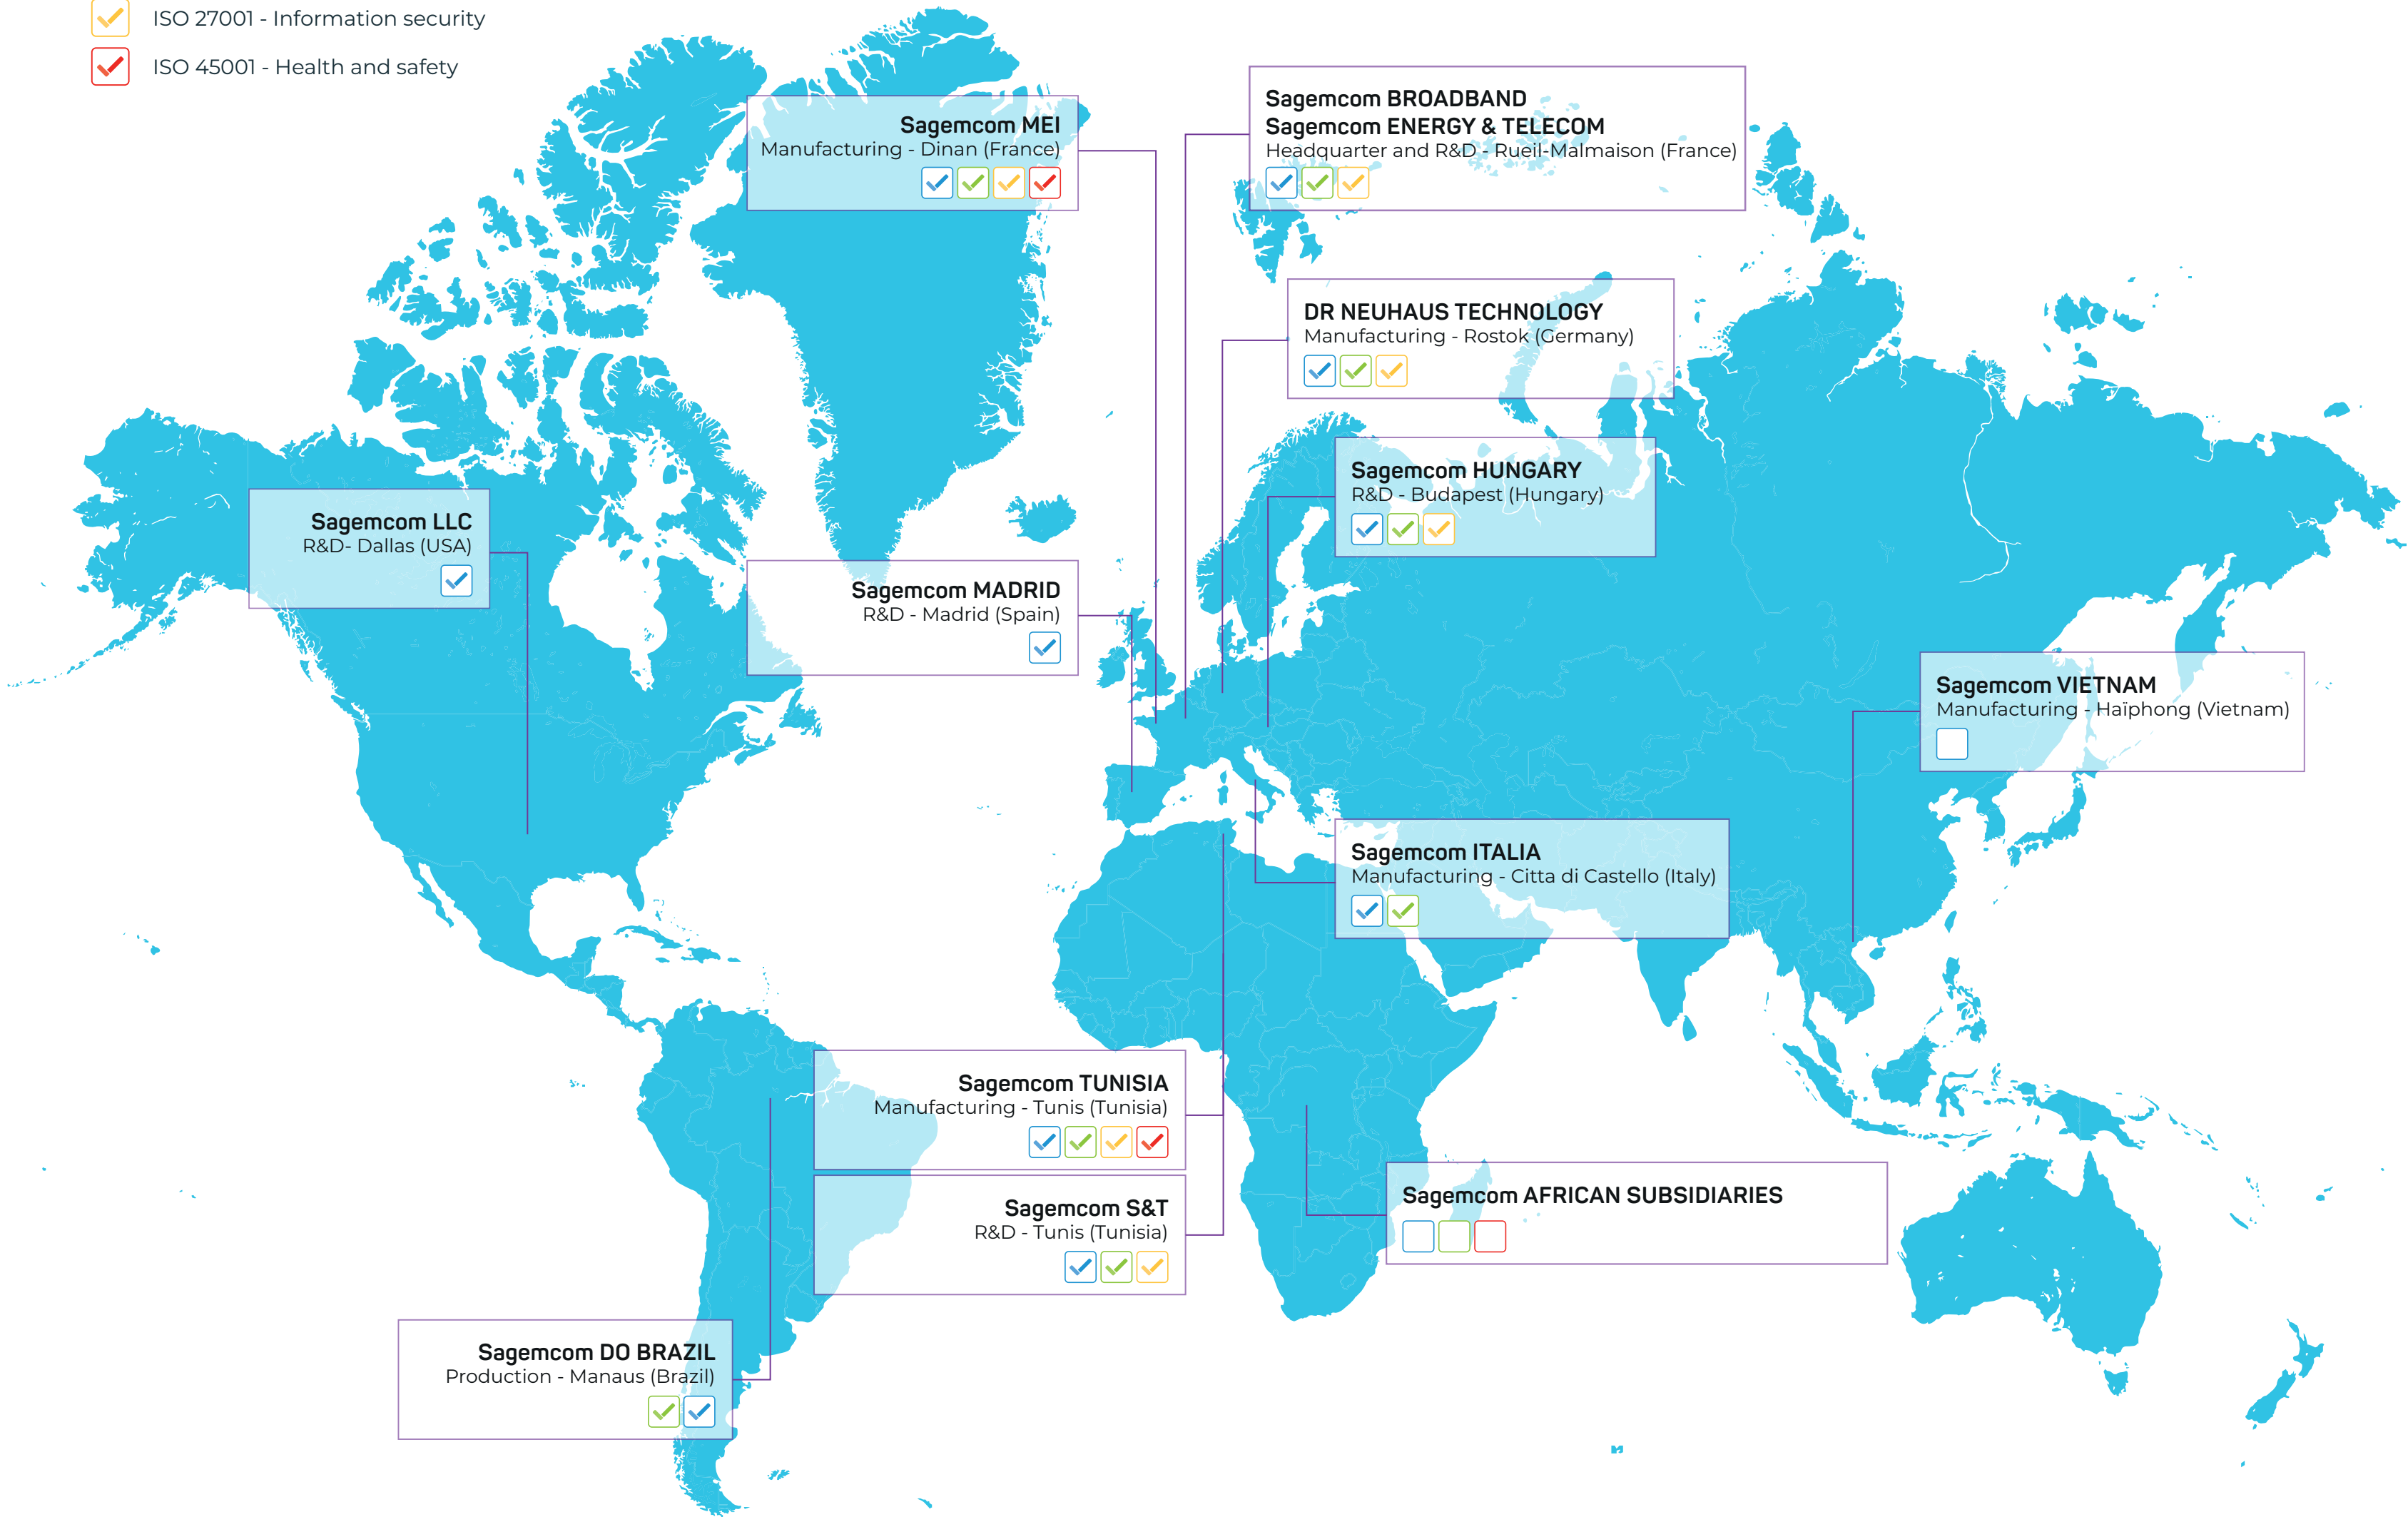 ISO 27001 - Information security
ISO 45001 - Health and safety
Sagemcom MEI
Manufacturing - Dinan (France)
Sagemcom BROADBAND
Sagemcom ENERGY & TELECOM
Headquarter and R&D - Rueil-Malmaison (France)
DR NEUHAUS TECHNOLOGY
Manufacturing - Rostok (Germany)
Sagemcom HUNGARY
R&D - Budapest (Hungary)
Sagemcom LLC
R&D- Dallas (USA)
Sagemcom MADRID
R&D - Madrid (Spain)
Sagemcom VIETNAM
Manufacturing - Haïphong (Vietnam)
Sagemcom ITALIA
Manufacturing - Citta di Castello (Italy)
Sagemcom TUNISIA
Manufacturing - Tunis (Tunisia)
Sagemcom S&T
R&D - Tunis (Tunisia)
Sagemcom AFRICAN SUBSIDIARIES
Sagemcom DO BRAZIL
Production - Manaus (Brazil)